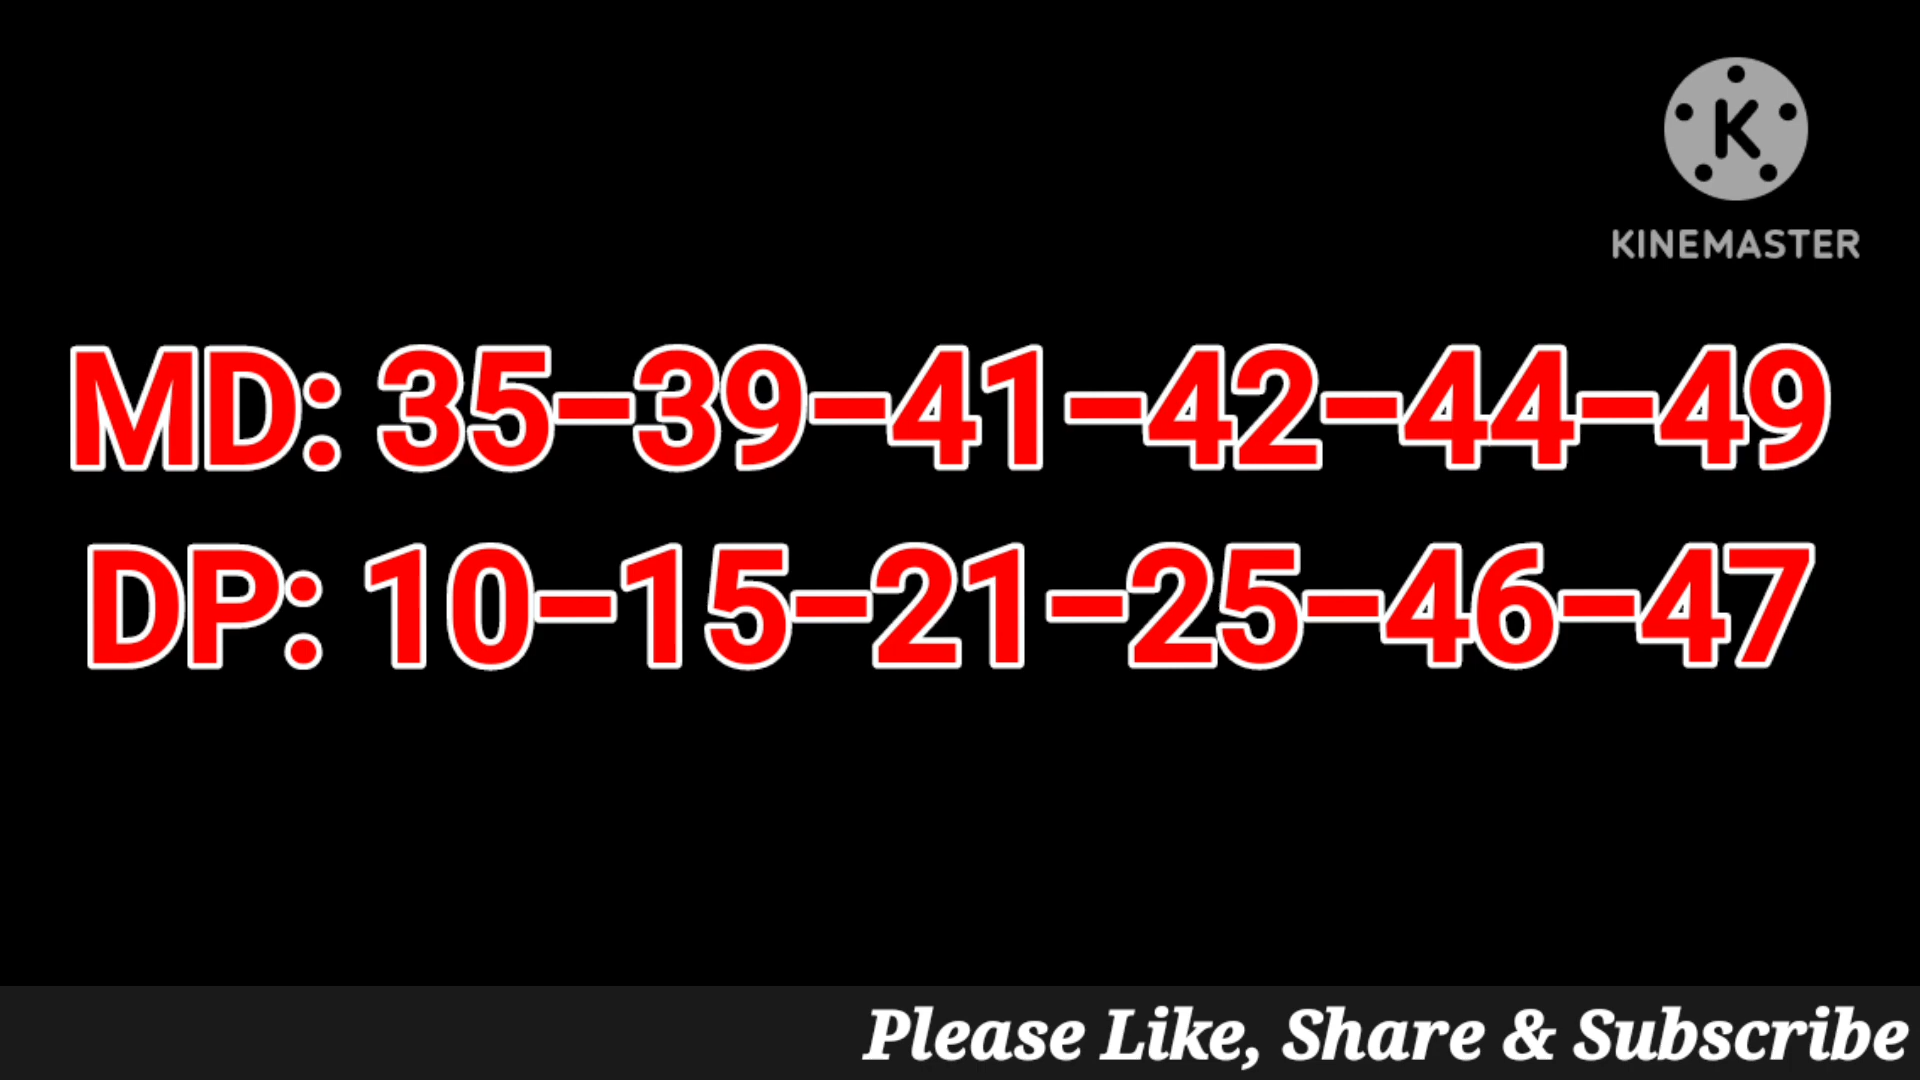 K
KINEMASTER
MD: 35-39-41-42-44-49
DP: 10-15-21-25-46-47
Please Like, Share & Subscribe